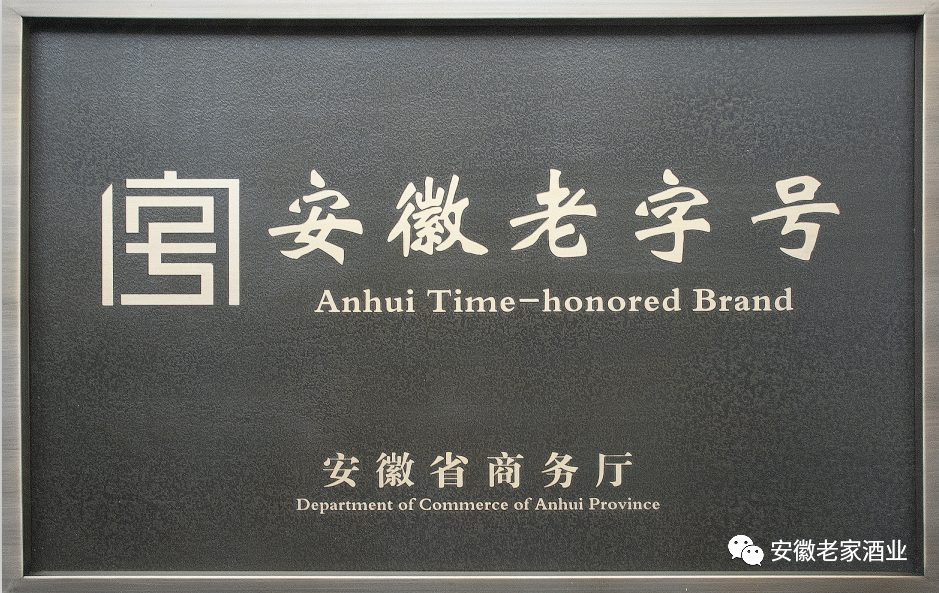 安徽老字号
Anhui Time-honored Brand
安徽省商务厅
Department of Commerce of Anhui Province
安徽老家酒业